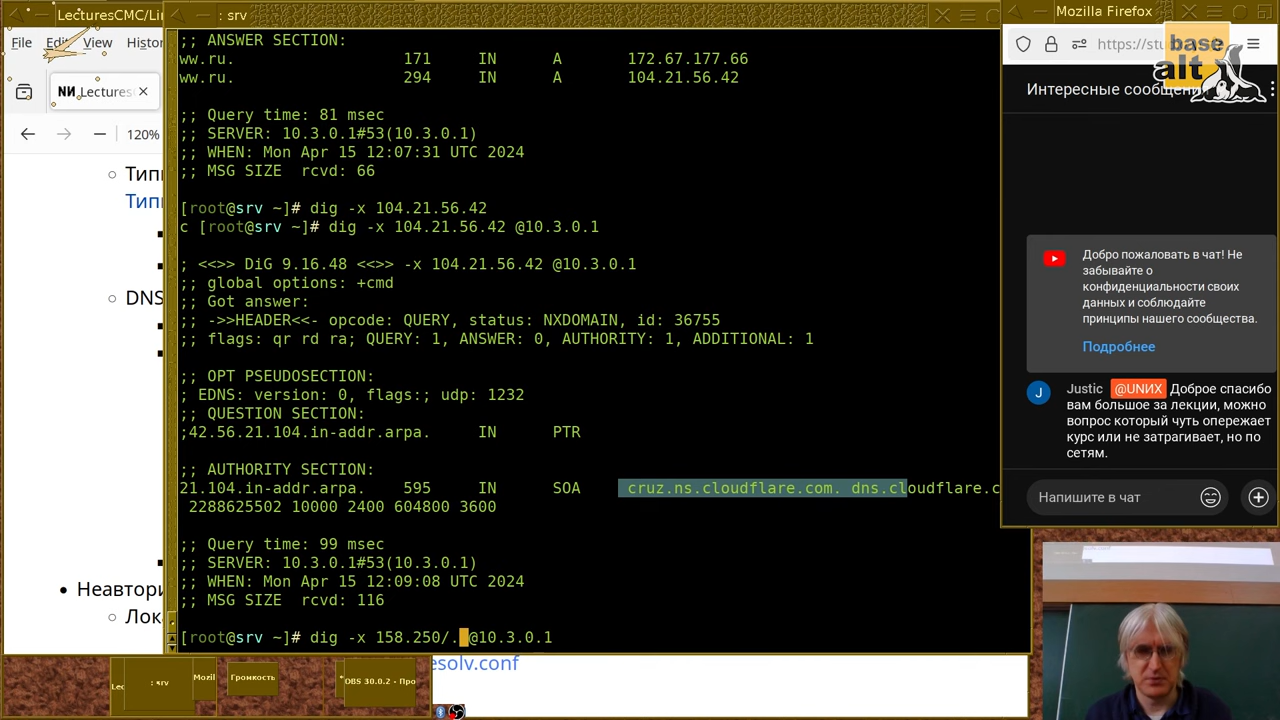 LecturesCMC/Li
File Edit View Histor
Lectures
120%
Типи
Типи
DNS
Неавтори
Лока
: srv
;; ANSWER SECTION:
ww.ru. 171 IN A 172.67.177.66
ww.ru. 294 IN A 104.21.56.42
;; Query time: 81 msec
;; SERVER: 10.3.0.1#53(10.3.0.1)
;; WHEN: Mon Apr 15 12:07:31 UTC 2024
;; MSG SIZE rcvd: 66
[root@srv ~]# dig -x 104.21.56.42
c [root@srv ~]# dig -x 104.21.56.42 @10.3.0.1
; <<>> DiG 9.16.48 <<>> -x 104.21.56.42 @10.3.0.1
;; global options: +cmd
;; Got answer:
;; ->>HEADER<<- opcode: QUERY, status: NXDOMAIN, id: 36755
;; flags: qr rd ra; QUERY: 1, ANSWER: 0, AUTHORITY: 1, ADDITIONAL: 1
;; OPT PSEUDOSECTION:
; EDNS: version: 0, flags:; udp: 1232
;; QUESTION SECTION:
;42.56.21.104.in-addr.arpa. IN PTR
;; AUTHORITY SECTION:
21.104.in-addr.arpa. 595 IN SOA cruz.ns.cloudflare.com. dns.cloudflare.c
2288625502 10000 2400 604800 3600
;; Query time: 99 msec
;; SERVER: 10.3.0.1#53(10.3.0.1)
;; WHEN: Mon Apr 15 12:09:08 UTC 2024
;; MSG SIZE rcvd: 116
[root@srv ~]# dig -x 158.250/. @10.3.0.1
esolv.conf
Lec
: srv
Mozil
Громкость
OBS 30.0.2 - Про
Mozilla Firefox
https://stu
base
alt
Интересные сообщени
Добро пожаловать в чат! Не
забывайте о
конфиденциальности своих
данных и соблюдайте
принципы нашего сообщества.
Подробнее
J
Justic @UNИX Доброе спасибо
вам большое за лекции, можно
вопрос который чуть опережает
курс или не затрагивает, но по
сетям.
Напишите в чат